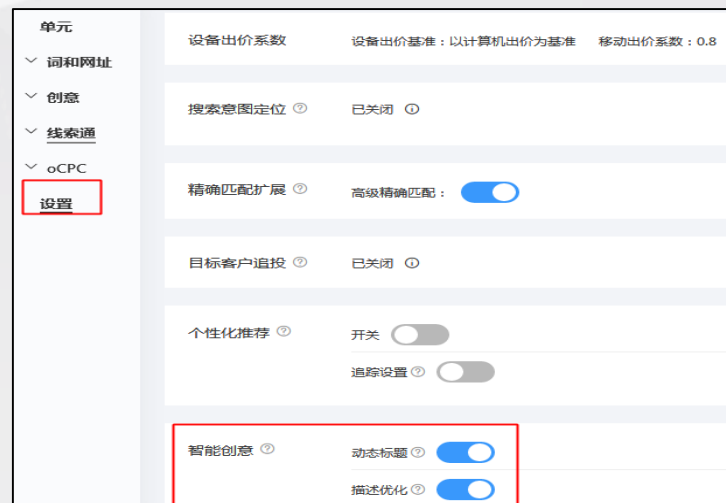 单元
词和网址
创意
线索通
oCPC
设置
设备出价系数 设备出价基准：以计算机出价为基准 移动出价系数：0.8
搜索意图定位 已关闭
精确匹配扩展 高级精确匹配：
目标客户追投 已关闭
个性化推荐 开关
追踪设置
智能创意 动态标题
描述优化